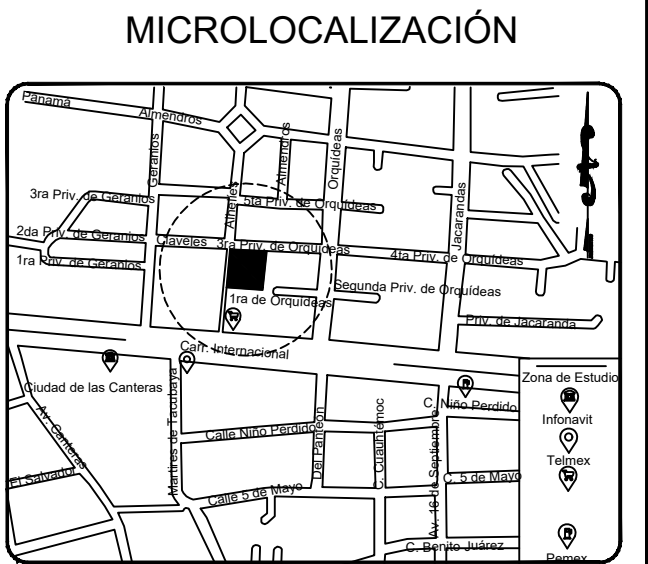 MICROLOCALIZACIÓN
Panamá
Almendros
Geranios
Almendros
Orquídeas
Jacarandas
3ra Priv. de Geranios
5ta Priv. de Orquídeas
2da Priv. de Geranios
Claveles
3ra Priv. de Orquídeas
4ta Priv. de Orquídeas
1ra Priv. de Geranios
Segunda Priv. de Orquídeas
1ra de Orquídeas
Priv. de Jacaranda
Carr. Internacional
Ciudad de las Canteras
Martires de Tacubaya
Zona de Estudio
C. Niño Perdido
Infonavit
Av. Canteras
Calle Niño Perdido
Del Panteón
C. Cuauhtémoc
Av. 16 de Septiembre
Telmex
El Salvador
Calle 5 de Mayo
C. 5 de Mayo
C. Benito Juárez
Pemex